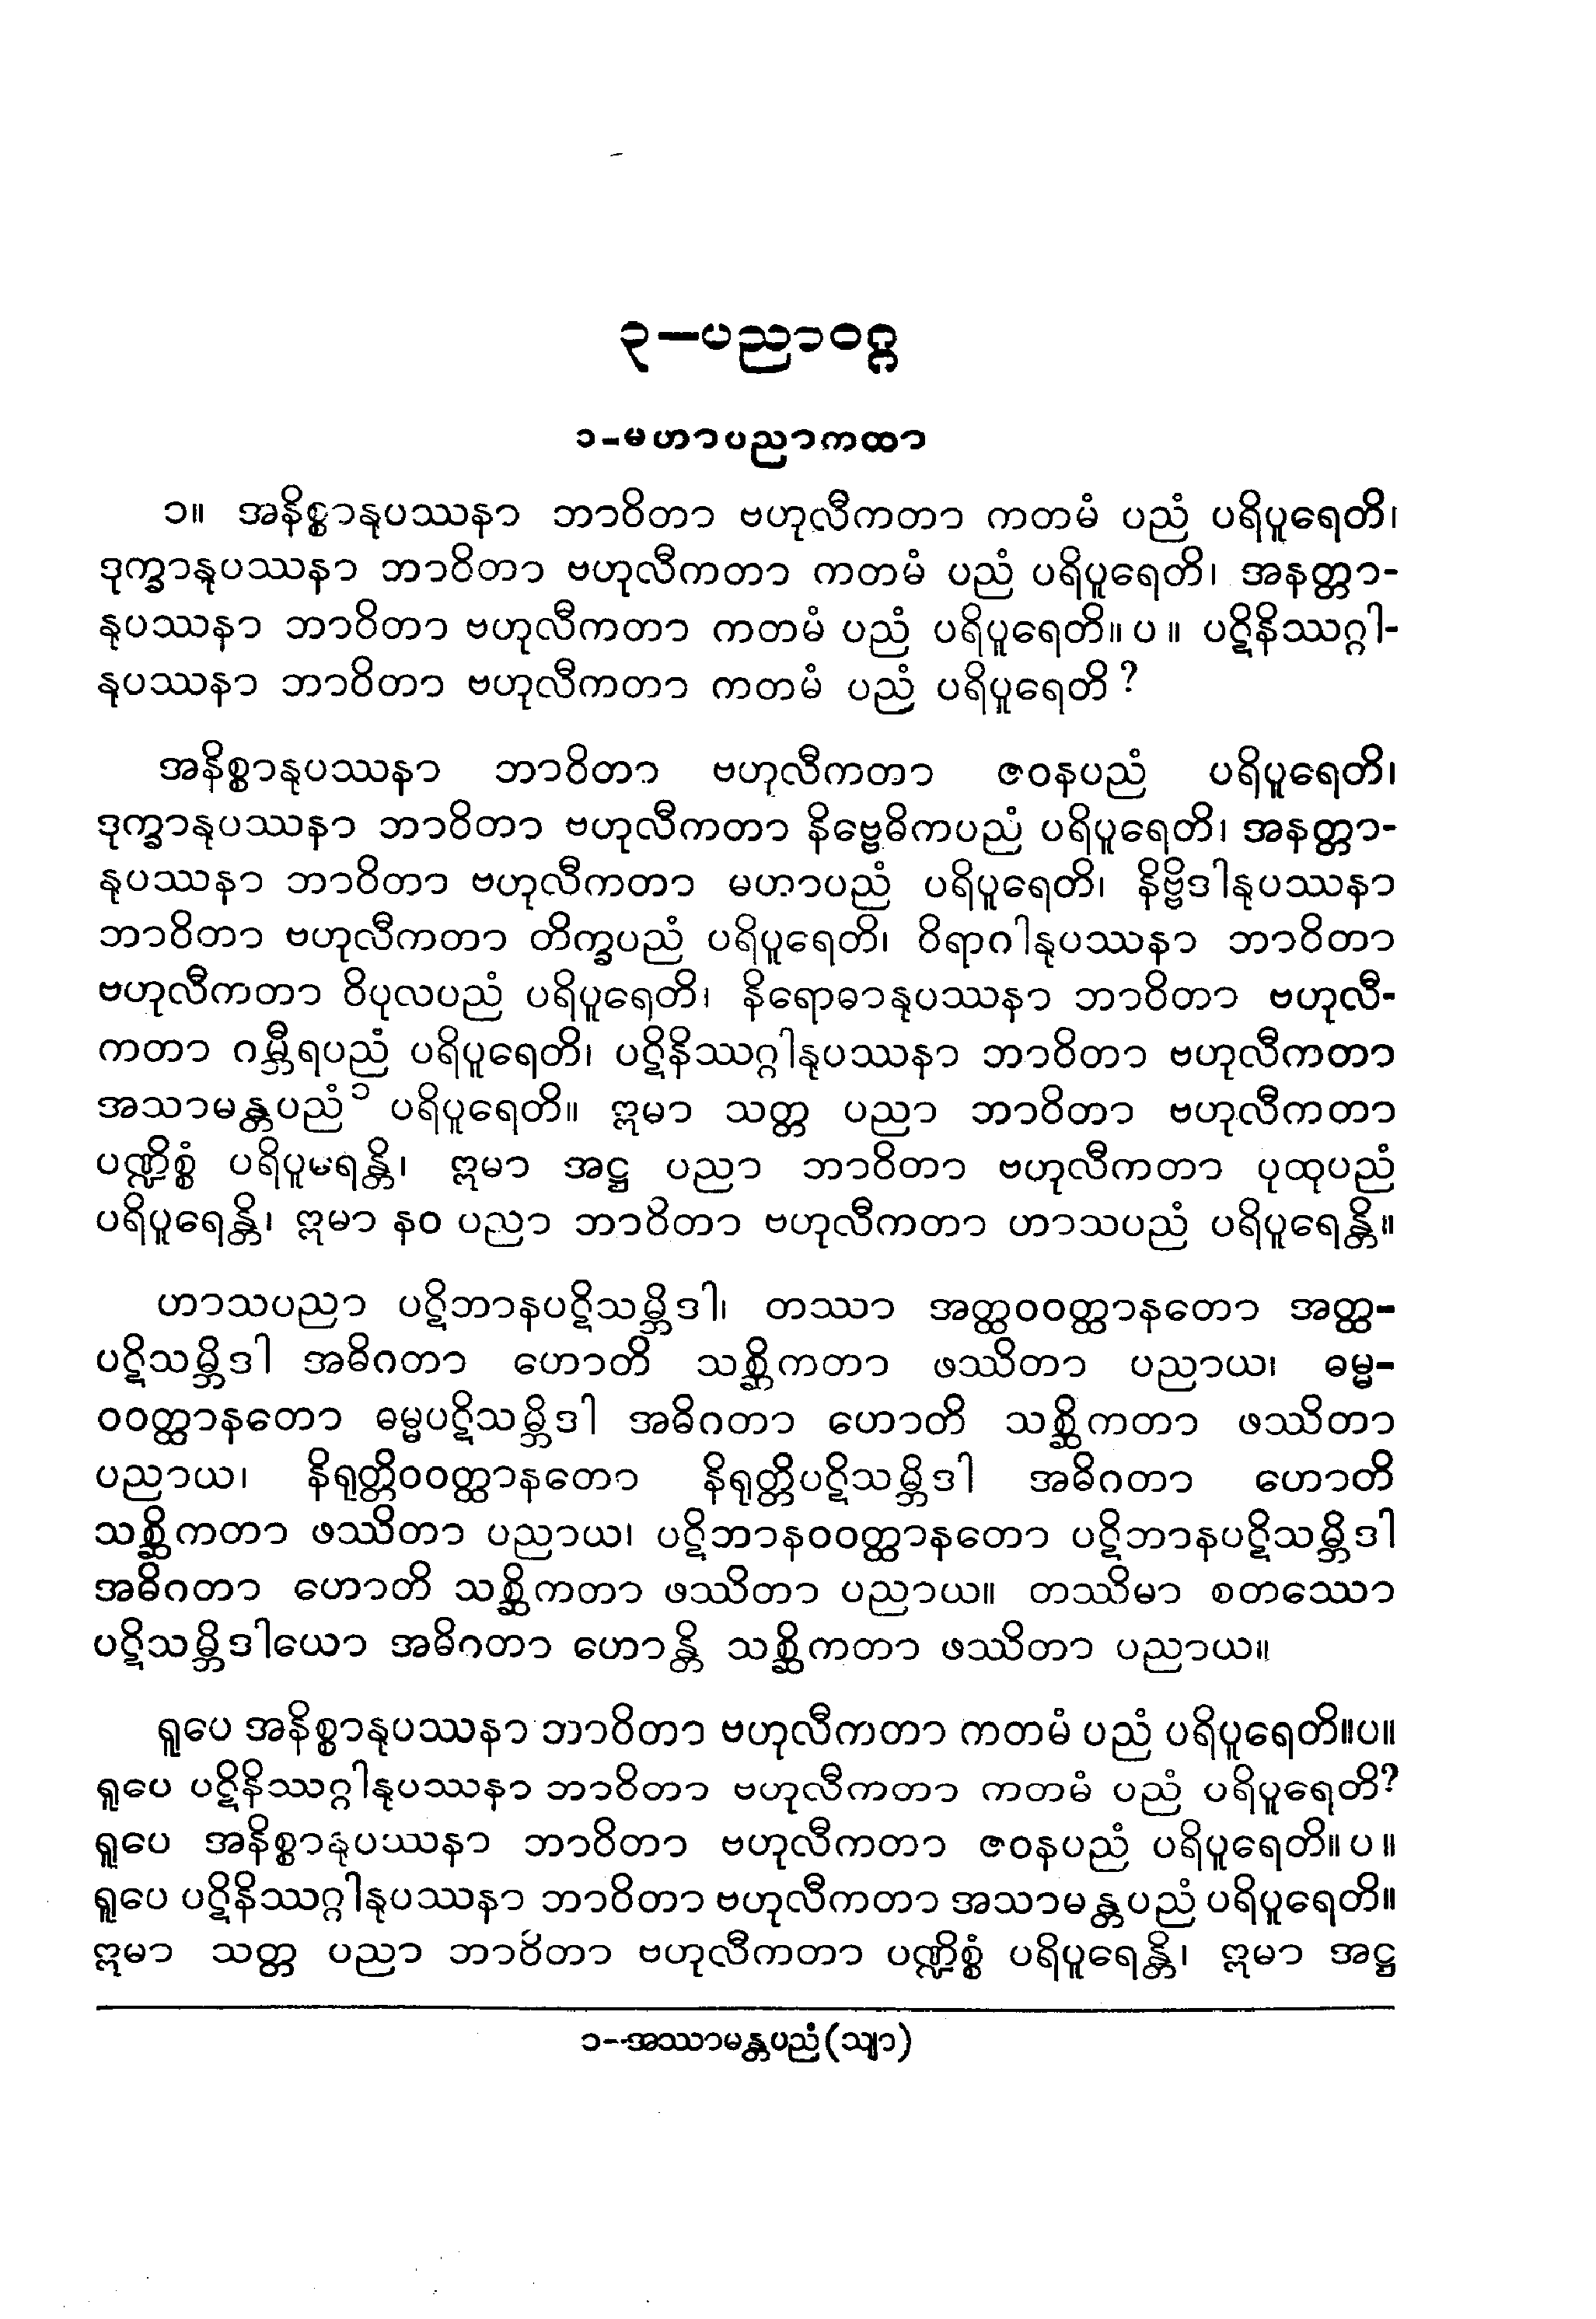 ၃–ပညာဝဂ္ဂ
၁-မဟာပညာကထာ
၁။ အနိစ္စာနုပဿနာ ဘာဝိတာ ဗဟုလီကတာ ကတမံ ပညံ ပရိပူရေတိ၊
ဒုက္ခာနုပဿနာ ဘာဝိတာ ဗဟုလီကတာ ကတမံ ပညံ ပရိပူရေတိ၊ အနတ္တာ-
နုပဿနာ ဘာဝိတာ ဗဟုလီကတာ ကတမံ ပညံ ပရိပူရေတိ။ ပ ။ ပဋိနိဿဂ္ဂါ-
နုပဿနာ ဘာဝိတာ ဗဟုလီကတာ ကတမံ ပညံ ပရိပူရေတိ ?
အနိစ္စာနုပဿနာ ဘာဝိတာ ဗဟုလီကတာ ဇဝနပညံ ပရိပူရေတိ၊
ဒုက္ခာနုပဿနာ ဘာဝိတာ ဗဟုလီကတာ နိဗ္ဗေဓိကပညံ ပရိပူရေတိ၊ အနတ္တာ-
နုပဿနာ ဘာဝိတာ ဗဟုလီကတာ မဟာပညံ ပရိပူရေတိ၊ နိဗ္ဗိဒါနုပဿနာ
ဘာဝိတာ ဗဟုလီကတာ တိက္ခပညံ ပရိပူရေတိ၊ ဝိရာဂါနုပဿနာ ဘာဝိတာ
ဗဟုလီကတာ ဝိပုလပညံ ပရိပူရေတိ၊ နိရောဓာနုပဿနာ ဘာဝိတာ ဗဟုလီ-
ကတာ ဂမ္ဘီရပညံ ပရိပူရေတိ၊ ပဋိနိဿဂ္ဂါနုပဿနာ ဘာဝိတာ ဗဟုလီကတာ
အသာမန္တပညံ ၁ ပရိပူရေတိ။ ဣမာ သတ္တ ပညာ ဘာဝိတာ ဗဟုလီကတာ
ပဏ္ဍိစ္စံ ပရိပူရေန္တိ၊ ဣမာ အဋ္ဌ ပညာ ဘာဝိတာ ဗဟုလီကတာ ပုထုပညံ
ပရိပူရေန္တိ၊ ဣမာ နဝ ပညာ ဘာဝိတာ ဗဟုလီကတာ ဟာသပညံ ပရိပူရေန္တိ။
ဟာသပညာ ပဋိဘာနပဋိသမ္ဘိဒါ၊ တဿာ အတ္ထဝဝတ္ထာနတော အတ္ထ-
ပဋိသမ္ဘိဒါ အဓိဂတာ ဟောတိ သစ္ဆိကတာ ဖဿိတာ ပညာယ၊ ဓမ္မ-
ဝဝတ္ထာနတော ဓမ္မပဋိသမ္ဘိဒါ အဓိဂတာ ဟောတိ သစ္ဆိကတာ ဖဿိတာ
ပညာယ၊ နိရုတ္တိဝဝတ္ထာနတော နိရုတ္တိပဋိသမ္ဘိဒါ အဓိဂတာ ဟောတိ
သစ္ဆိကတာ ဖဿိတာ ပညာယ၊ ပဋိဘာနဝဝတ္ထာနတော ပဋိဘာနပဋိသမ္ဘိဒါ
အဓိဂတာ ဟောတိ သစ္ဆိကတာ ဖဿိတာ ပညာယ။ တဿိမာ စတဿော
ပဋိသမ္ဘိဒါယော အဓိဂတာ ဟောန္တိ သစ္ဆိကတာ ဖဿိတာ ပညာယ။
ရူပေ အနိစ္စာနုပဿနာ ဘာဝိတာ ဗဟုလီကတာ ကတမံ ပညံ ပရိပူရေတိ။ပ။
ရူပေ ပဋိနိဿဂ္ဂါနုပဿနာ ဘာဝိတာ ဗဟုလီကတာ ကတမံ ပညံ ပရိပူရေတိ?
ရူပေ အနိစ္စာနုပဿနာ ဘာဝိတာ ဗဟုလီကတာ ဇဝနပညံ ပရိပူရေတိ။ ပ ။
ရူပေ ပဋိနိဿဂ္ဂါနုပဿနာ ဘာဝိတာ ဗဟုလီကတာ အသာမန္တပညံ ပရိပူရေတိ။
ဣမာ သတ္တ ပညာ ဘာဝိတာ ဗဟုလီကတာ ပဏ္ဍိစ္စံ ပရိပူရေန္တိ၊ ဣမာ အဋ္ဌ
၁--အဿာမန္တပညံ(သျာ)